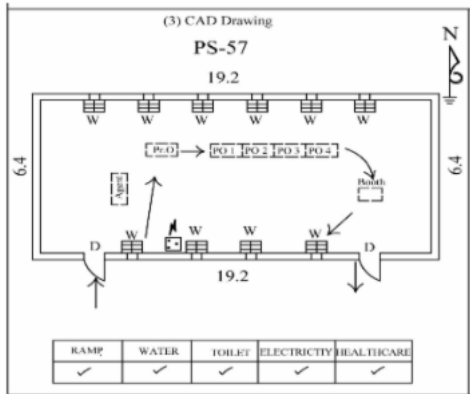 (3) CAD Drawing
PS-57
N
19.2
W W W W W W
Pr.O PO 1 PO 2 PO 3 PO 4
6.4 6.4
Agent Booth
D W W W W D
19.2
RAMP WATER TOILET ELECTRICTIY HEALTHCARE
✓ ✓ ✓ ✓ ✓